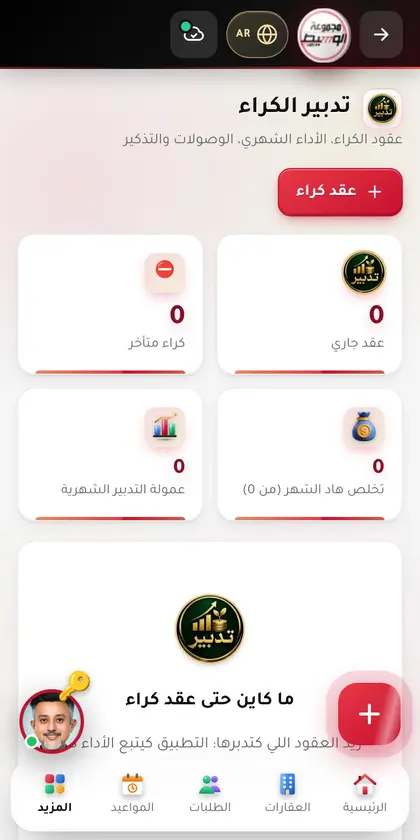 مجموعة
الوسيط
AR
تدبير الكراء
تدبير
عقود الكراء، الأداء الشهري، الوصولات والتذكير
+ عقد كراء
تدبير
0
عقد جاري
0
كراء متأخر
0
تخلص هاد الشهر (من 0)
0
عمولة التدبير الشهرية
تدبير
ما كاين حتى عقد كراء
زيد العقود اللي كتدبرها: التطبيق كيتبع الأداء
الرئيسية
العقارات
الطلبات
المواعيد
المزيد